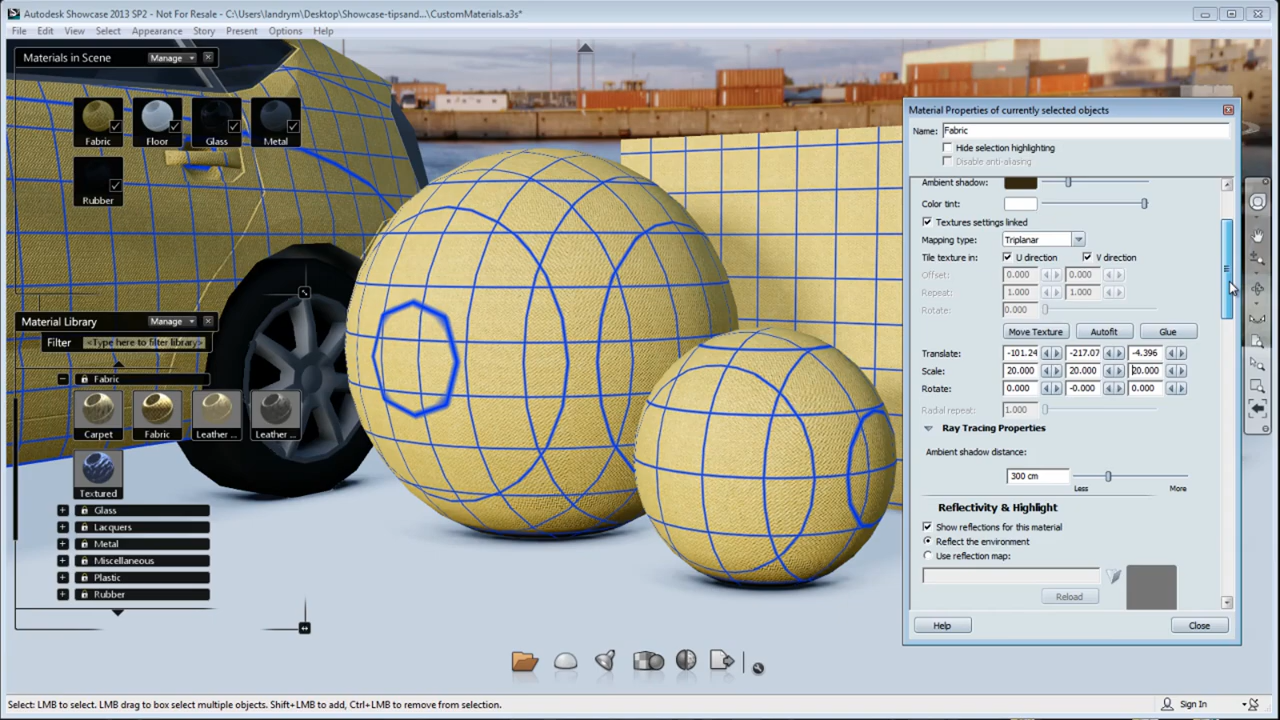 Autodesk Showcase 2013 SP2 - Not For Resale - C:\Users\landrym\Desktop\Showcase-tipsand...\CustomMaterials.a3s*
File Edit View Select Appearance Story Present Options Help
Materials in Scene Manage
Fabric Floor Glass Metal
Rubber
Material Library Manage
Filter <Type here to filter library>
Fabric
Carpet Fabric Leather ... Leather ...
Textured
Glass
Lacquers
Metal
Miscellaneous
Plastic
Rubber
Material Properties of currently selected objects
Name: Fabric
Hide selection highlighting
Disable anti-aliasing
Ambient shadow:
Color tint:
Textures settings linked
Mapping type: Triplanar
Tile texture in: U direction V direction
Offset: 0.000 0.000
Repeat: 1.000 1.000
Rotate: 0.000
Move Texture Autofit Glue
Translate: -101.24 -217.07 -4.396
Scale: 20.000 20.000 20.000
Rotate: 0.000 -0.000 0.000
Radial repeat: 1.000
Ray Tracing Properties
Ambient shadow distance:
300 cm
Less More
Reflectivity & Highlight
Show reflections for this material
Reflect the environment
Use reflection map:
Reload
Help Close
Select: LMB to select. LMB drag to box select multiple objects. Shift+LMB to add, Ctrl+LMB to remove from selection.
Sign In